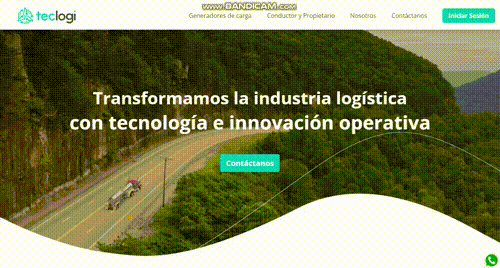 www.BANDICAM.com
teclogi
Generadores de carga Conductor y Propietario Nosotros Contáctanos Iniciar Sesión
Transformamos la industria logística
con tecnología e innovación operativa
Contáctanos